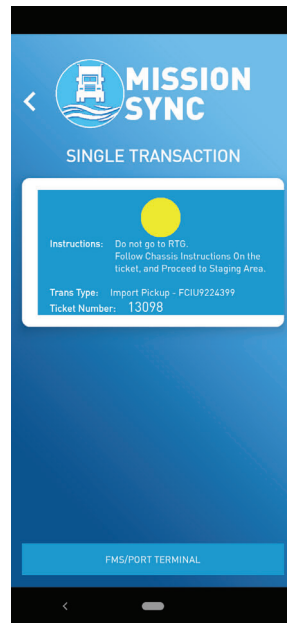 MISSION
SYNC
SINGLE TRANSACTION
Instructions: Do not go to RTG.
Follow Chassis Instructions On the
ticket, and Proceed to Staging Area.
Trans Type: Import Pickup - FCIU9224399
Ticket Number: 13098
FMS/PORT TERMINAL